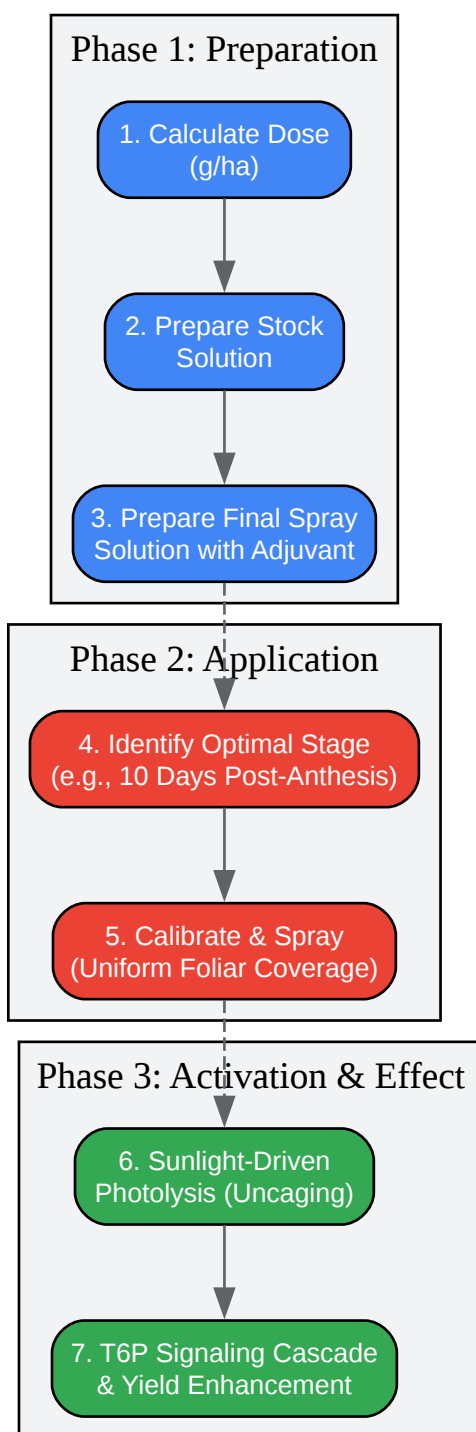 Phase 1: Preparation
1. Calculate Dose
(g/ha)
2. Prepare Stock
Solution
3. Prepare Final Spray
Solution with Adjuvant
Phase 2: Application
4. Identify Optimal Stage
(e.g., 10 Days Post-Anthesis)
5. Calibrate & Spray
(Uniform Foliar Coverage)
Phase 3: Activation & Effect
6. Sunlight-Driven
Photolysis (Uncaging)
7. T6P Signaling Cascade
& Yield Enhancement